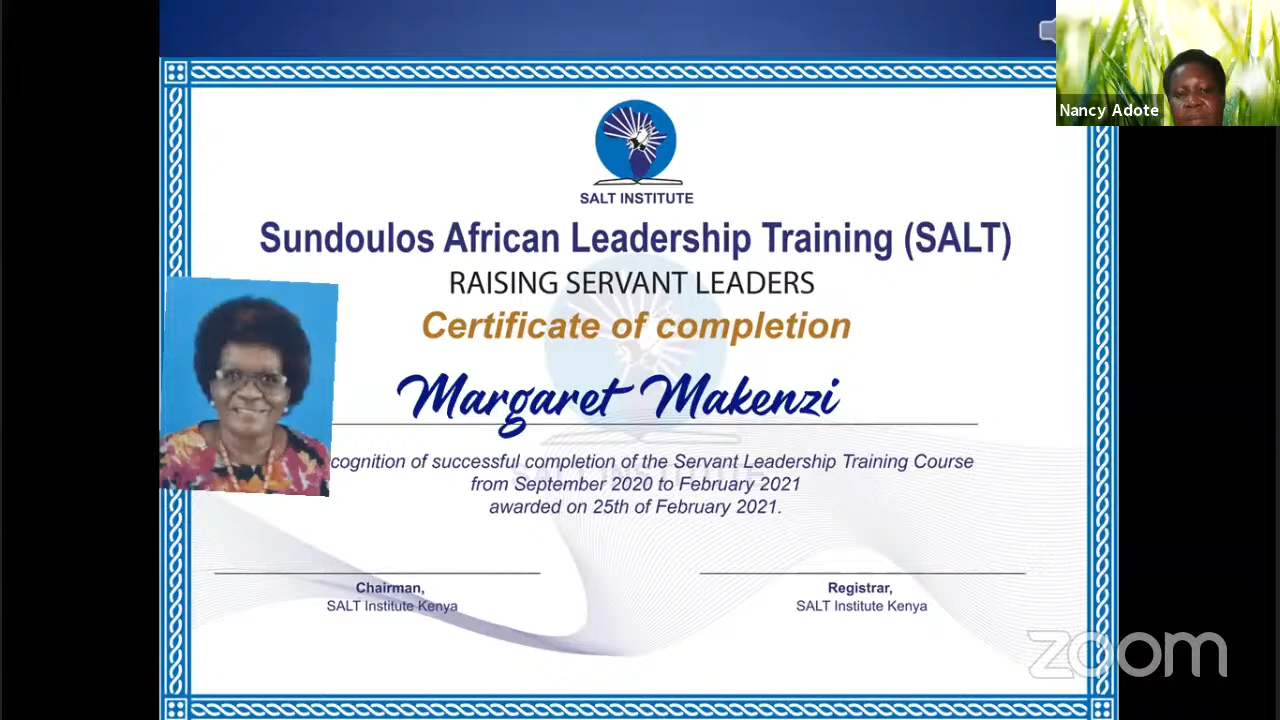 Nancy Adote
SALT INSTITUTE
Sundoulos African Leadership Training (SALT)
RAISING SERVANT LEADERS
Certificate of completion
Margaret Makenzi
cognition of successful completion of the Servant Leadership Training Course
from September 2020 to February 2021
awarded on 25th of February 2021.
Chairman,
SALT Institute Kenya
Registrar,
SALT Institute Kenya
zoom